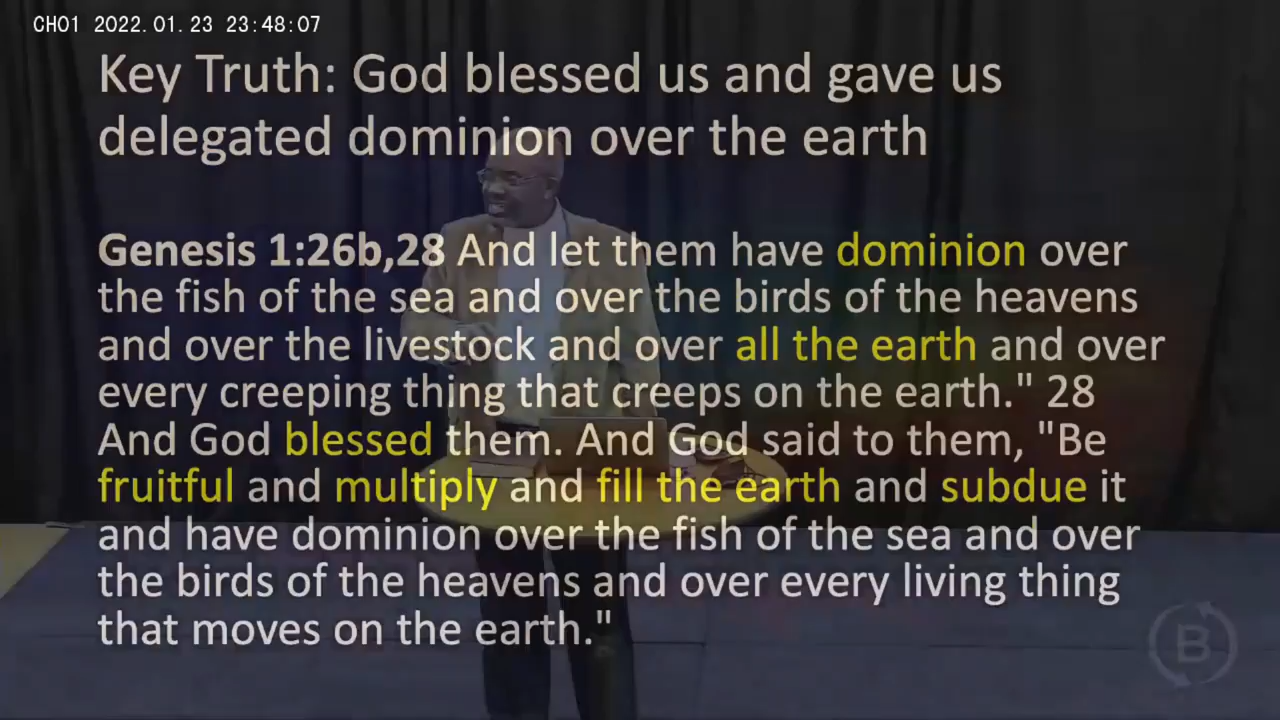 CH01 2022.01.23 23:48:07
Key Truth: God blessed us and gave us
delegated dominion over the earth
Genesis 1:26b,28 And let them have dominion over
the fish of the sea and over the birds of the heavens
and over the livestock and over all the earth and over
every creeping thing that creeps on the earth." 28
And God blessed them. And God said to them, "Be
fruitful and multiply and fill the earth and subdue it
and have dominion over the fish of the sea and over
the birds of the heavens and over every living thing
that moves on the earth."
B